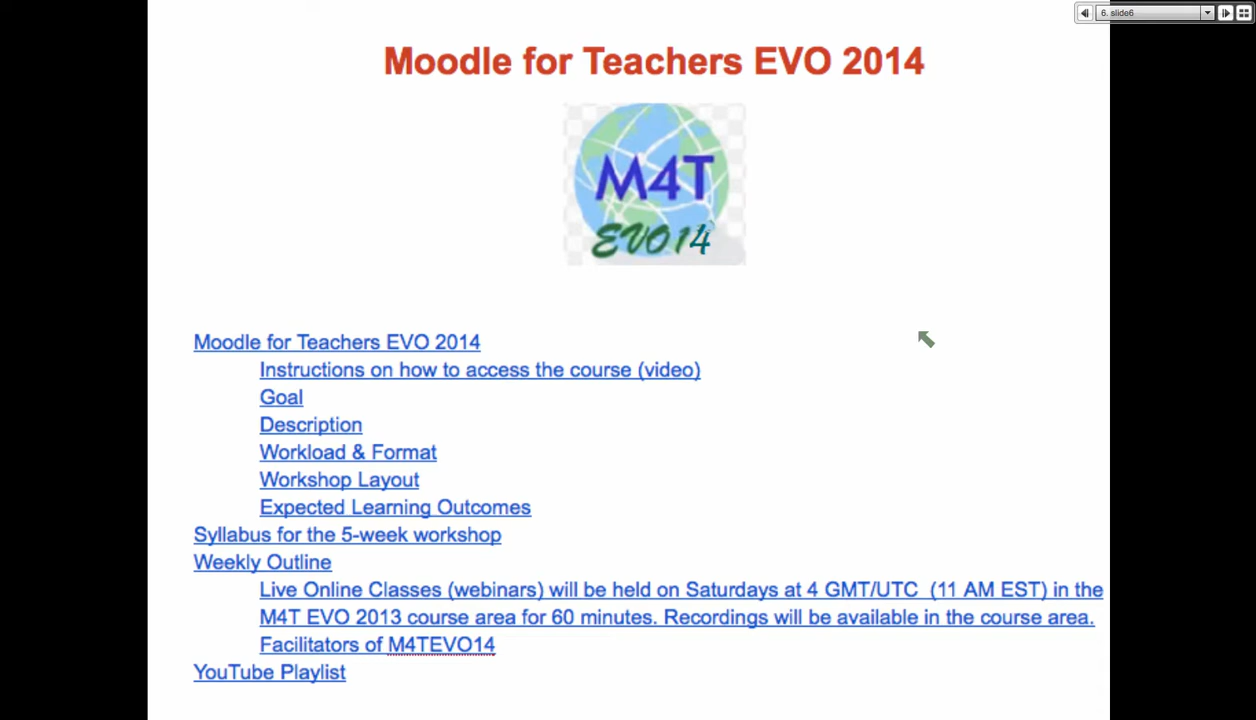 6. slide6
Moodle for Teachers EVO 2014
M4T
EVO14
Moodle for Teachers EVO 2014
Instructions on how to access the course (video)
Goal
Description
Workload & Format
Workshop Layout
Expected Learning Outcomes
Syllabus for the 5-week workshop
Weekly Outline
Live Online Classes (webinars) will be held on Saturdays at 4 GMT/UTC (11 AM EST) in the
M4T EVO 2013 course area for 60 minutes. Recordings will be available in the course area.
Facilitators of M4TEVO14
YouTube Playlist